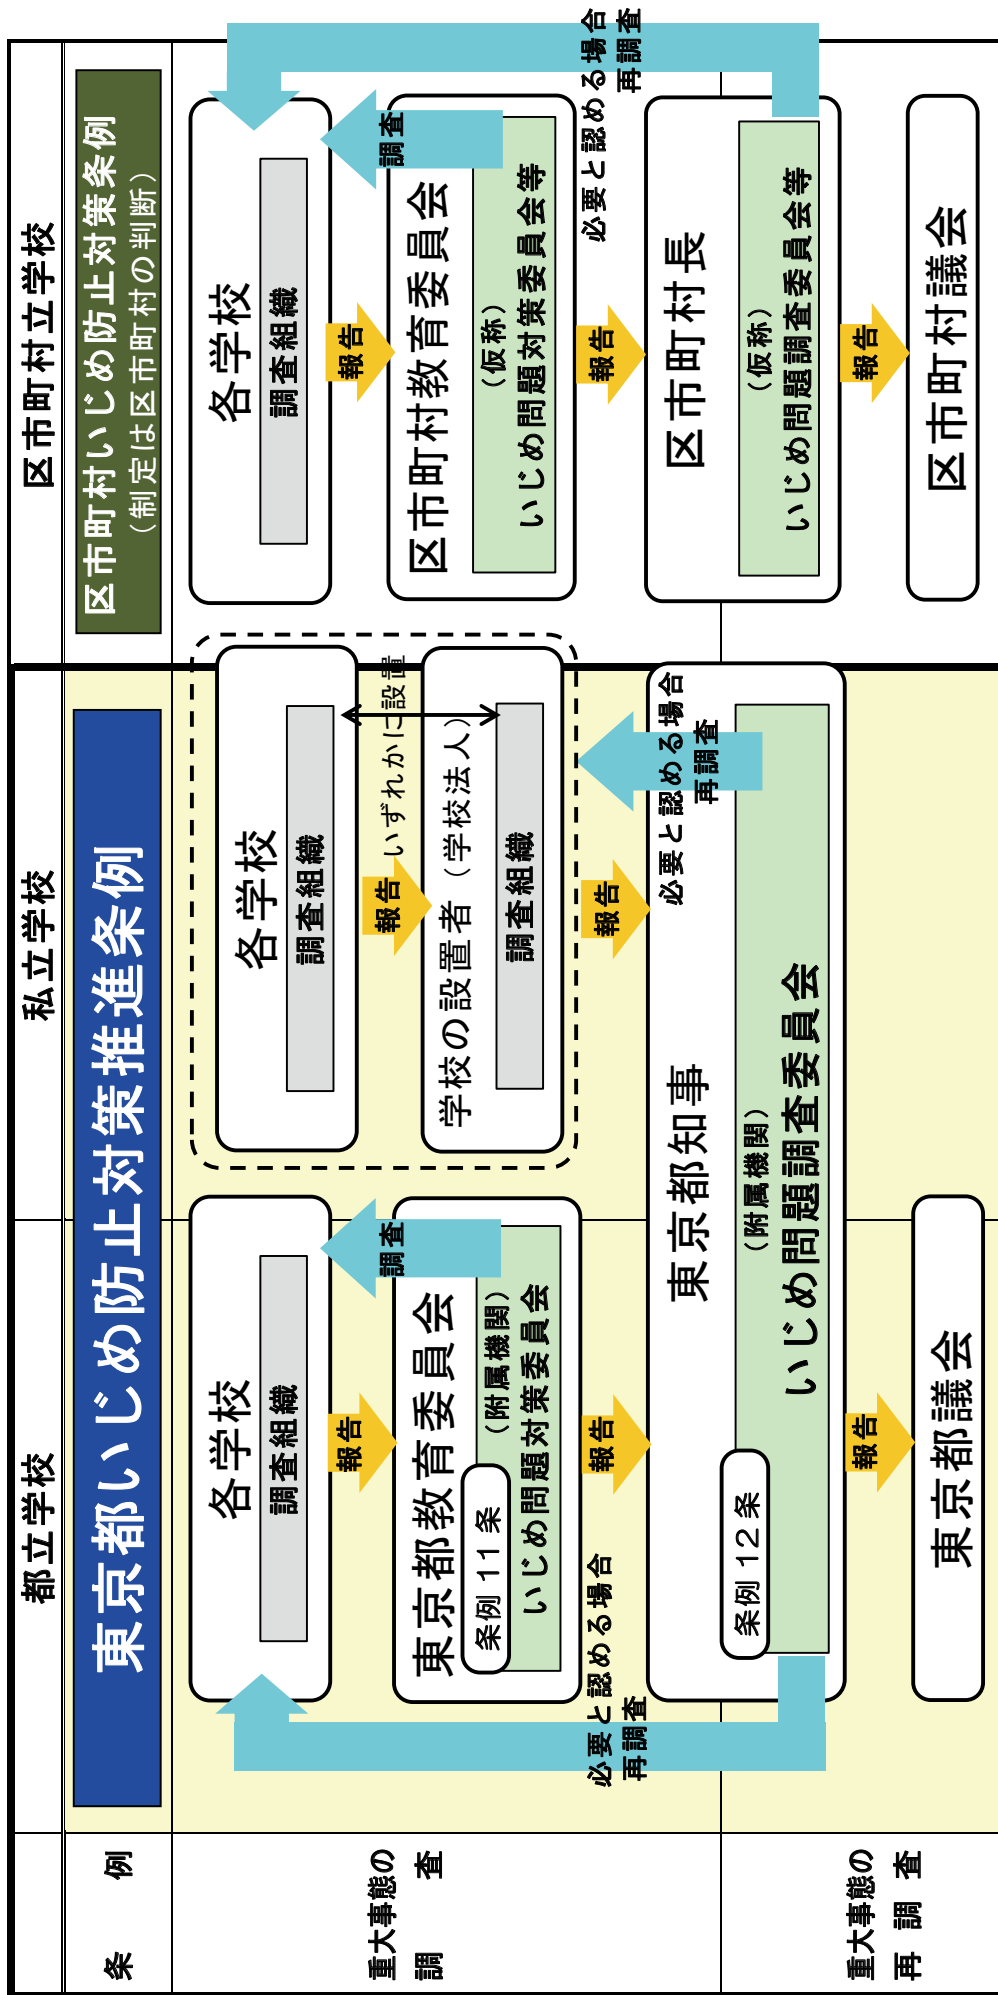 都立学校
私立学校
区市町村立学校
条例
東京都いじめ防止対策推進条例
区市町村いじめ防止対策条例
（制定は区市町村の判断）
重大事態の
調査
各学校
調査組織
報告
東京都教育委員会
（附属機関）
いじめ問題対策委員会
条例 11 条
調査
報告
必要と認める場合
再調査
各学校
調査組織
報告
いずれかに設置
学校の設置者（学校法人）
調査組織
報告
必要と認める場合
再調査
各学校
調査組織
報告
調査
区市町村教育委員会
（仮称）
いじめ問題対策委員会等
報告
必要と認める場合
再調査
重大事態の
再調査
東京都知事
（附属機関）
いじめ問題調査委員会
条例 12 条
報告
東京都議会
区市町村長
（仮称）
いじめ問題調査委員会等
報告
区市町村議会